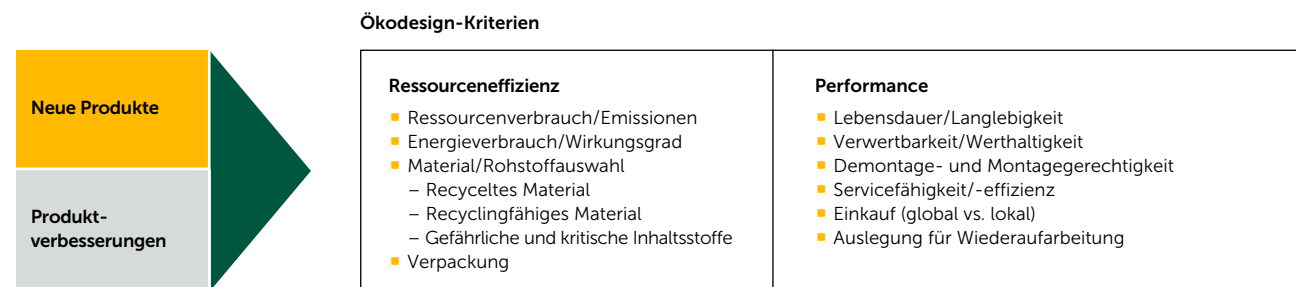 Ökodesign-Kriterien
Neue Produkte
Produkt-
verbesserungen
Ressourceneffizienz
Ressourcenverbrauch/Emissionen
Energieverbrauch/Wirkungsgrad
Material/Rohstoffauswahl
– Recyceltes Material
– Recyclingfähiges Material
– Gefährliche und kritische Inhaltsstoffe
Verpackung
Performance
Lebensdauer/Langlebigkeit
Verwertbarkeit/Werthaltigkeit
Demontage- und Montagegerechtigkeit
Servicefähigkeit/-effizienz
Einkauf (global vs. lokal)
Auslegung für Wiederaufarbeitung